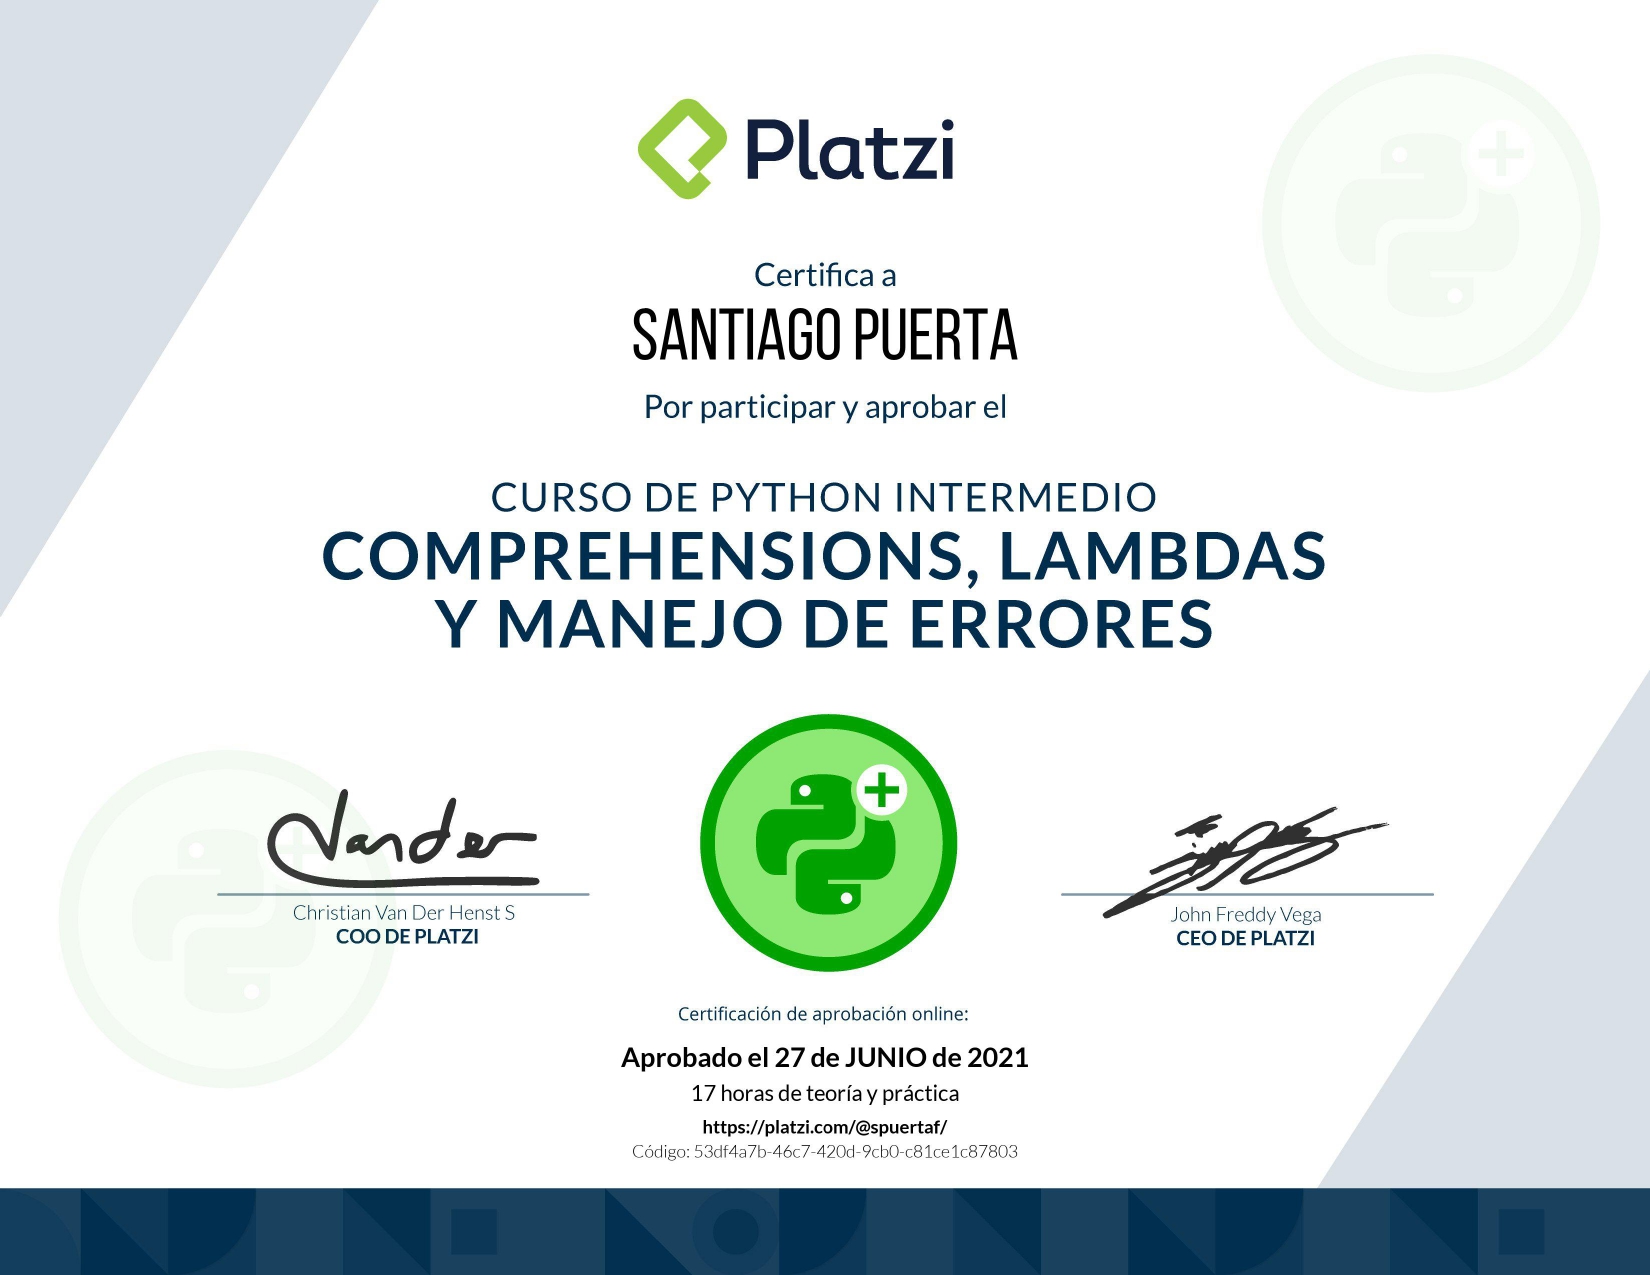 Platzi
Certifica a
SANTIAGO PUERTA
Por participar y aprobar el
CURSO DE PYTHON INTERMEDIO
COMPREHENSIONS, LAMBDAS
Y MANEJO DE ERRORES
Vander
Christian Van Der Henst S
COO DE PLATZI
John Freddy Vega
CEO DE PLATZI
Certificación de aprobación online:
Aprobado el 27 de JUNIO de 2021
17 horas de teoría y práctica
https://platzi.com/@spuertaf/
Código: 53df4a7b-46c7-420d-9cb0-c81ce1c87803